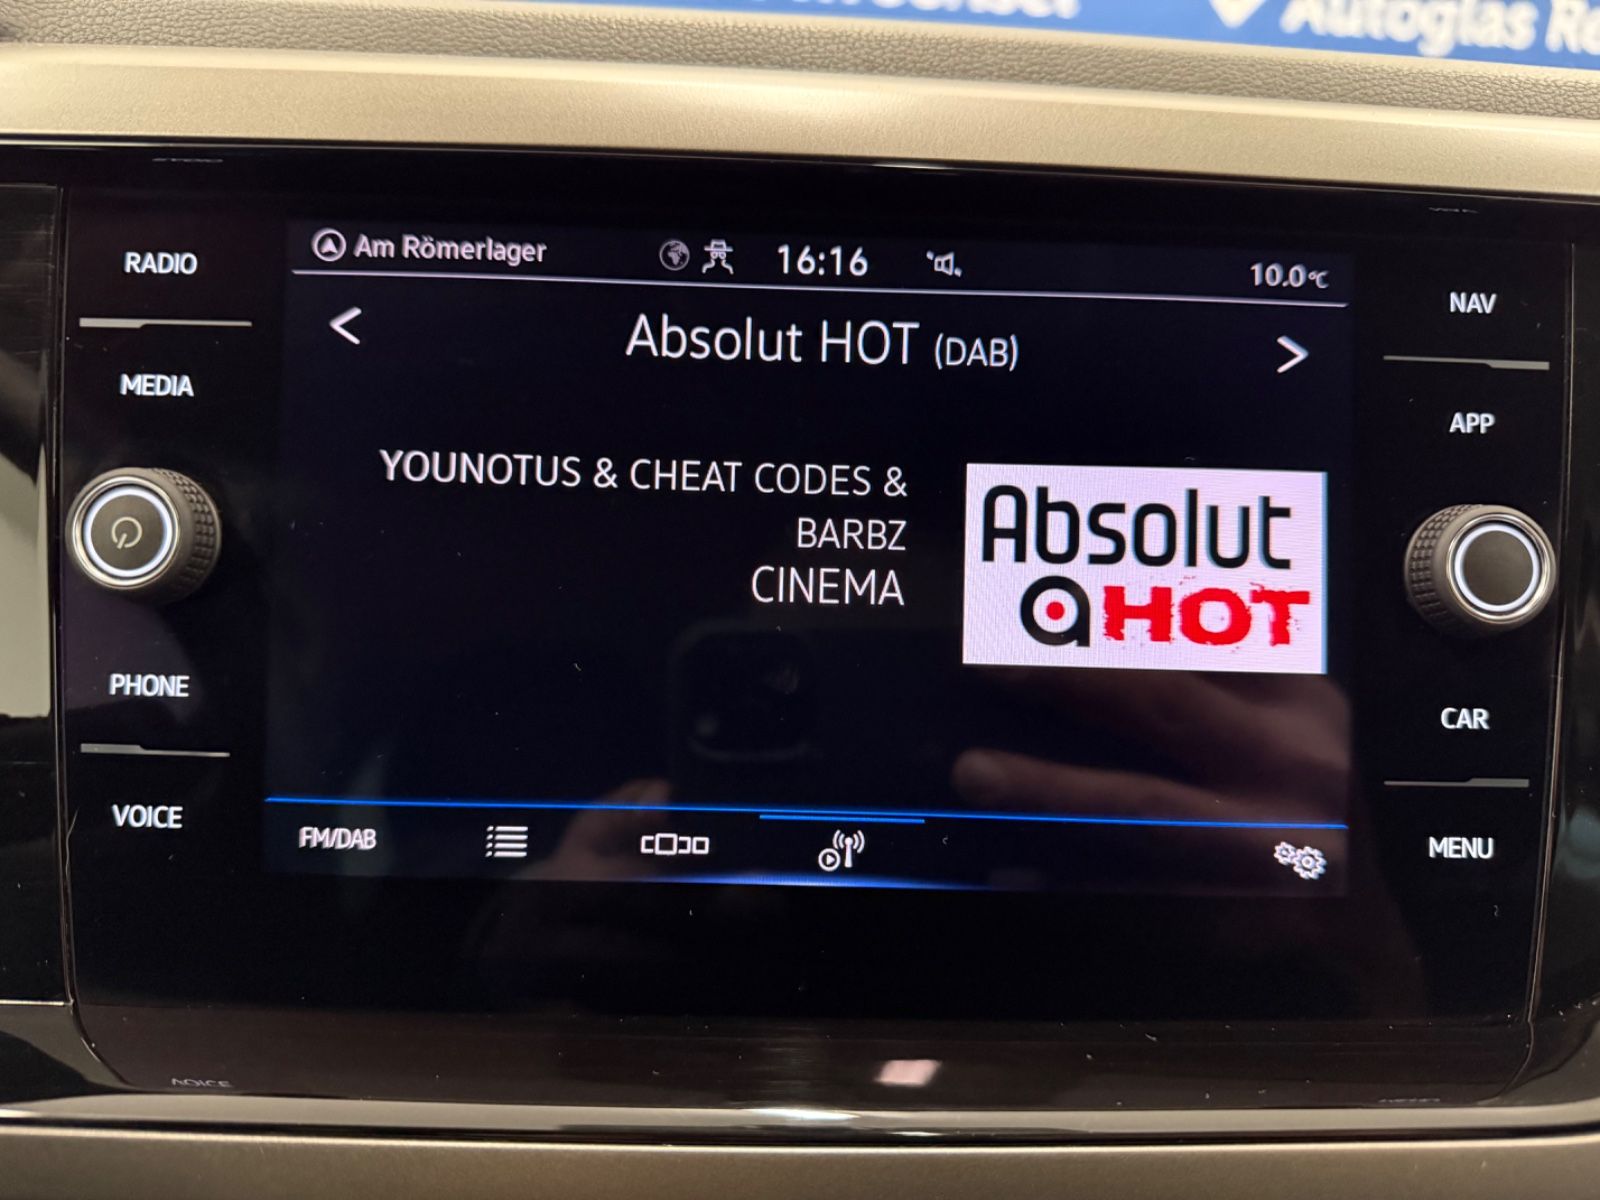 Autoglas
RADIO
MEDIA
PHONE
VOICE
Am Römerlager
16:16
10.0°C
< Absolut HOT (DAB) >
YOUNOTUS & CHEAT CODES &
BARBZ
CINEMA
Absolut
a HOT
FM/DAB
NAV
APP
CAR
MENU